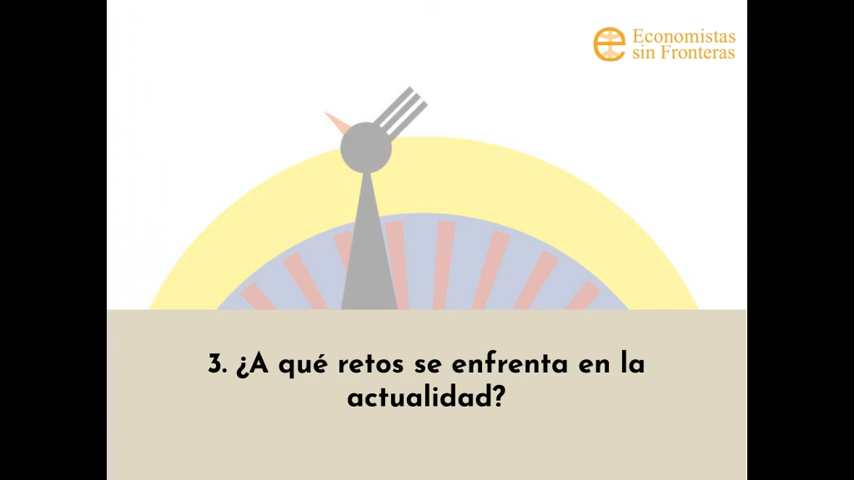 Economistas
sin Fronteras
3. ¿A qué retos se enfrenta en la
actualidad?